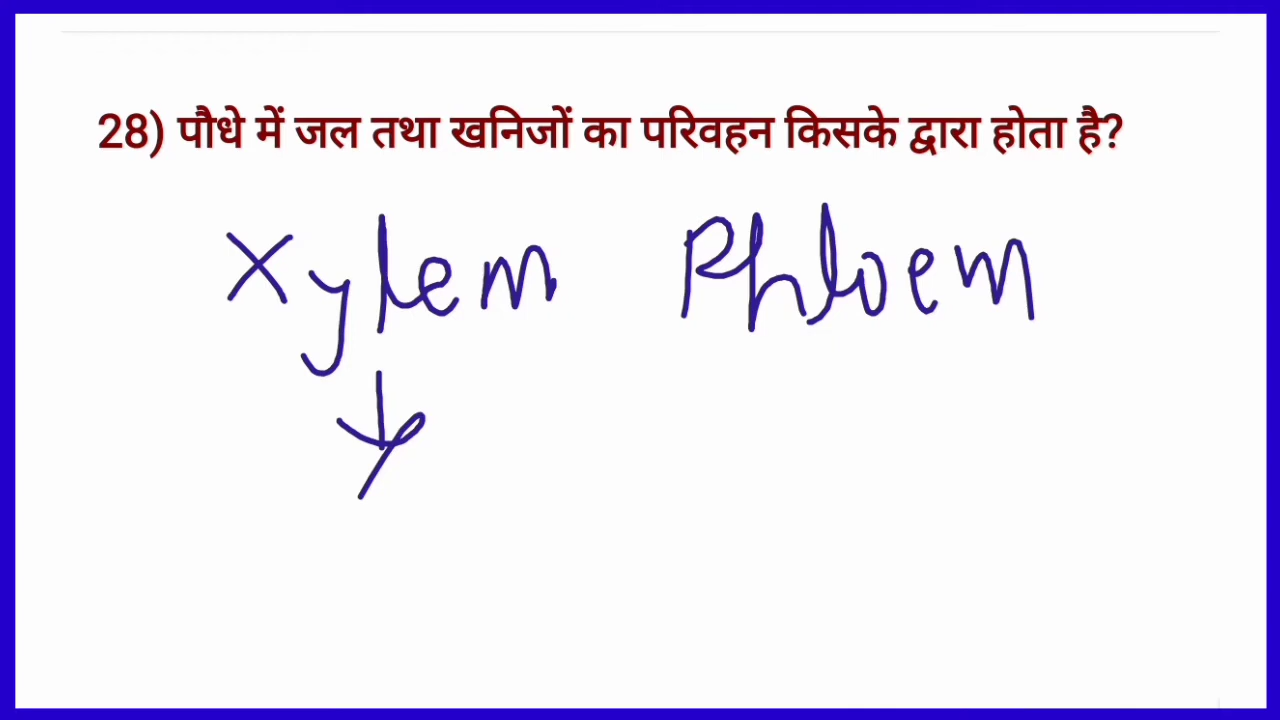 28) पौधे में जल तथा खनिजों का परिवहन किसके द्वारा होता है?
Xylem Phloem